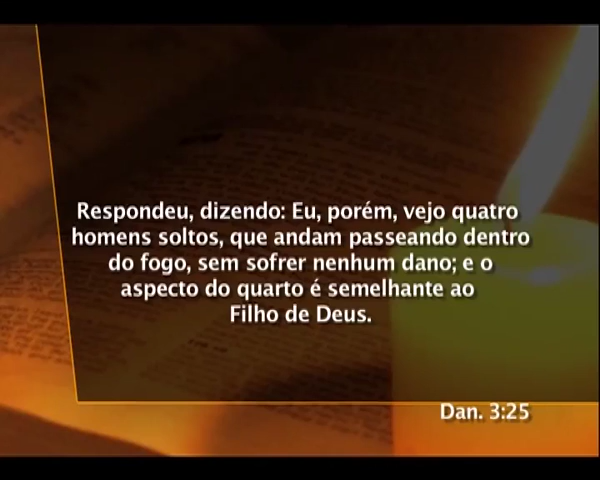 Respondeu, dizendo: Eu, porém, vejo quatro
homens soltos, que andam passeando dentro
do fogo, sem sofrer nenhum dano; e o
aspecto do quarto é semelhante ao
Filho de Deus.
Dan. 3:25